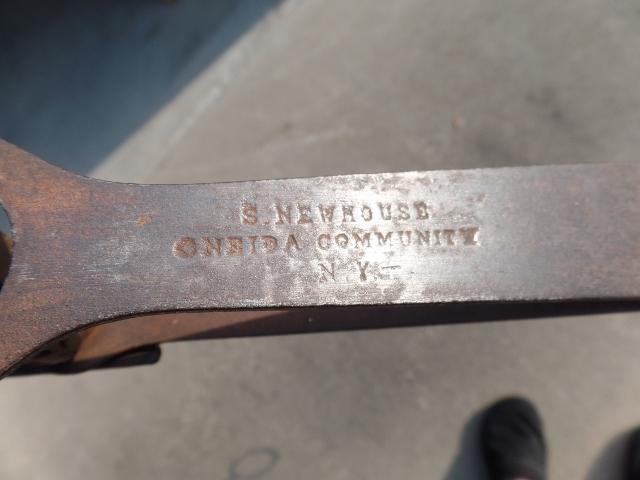 S. NEWHOUSE
ONEIDA COMMUNITY
N Y